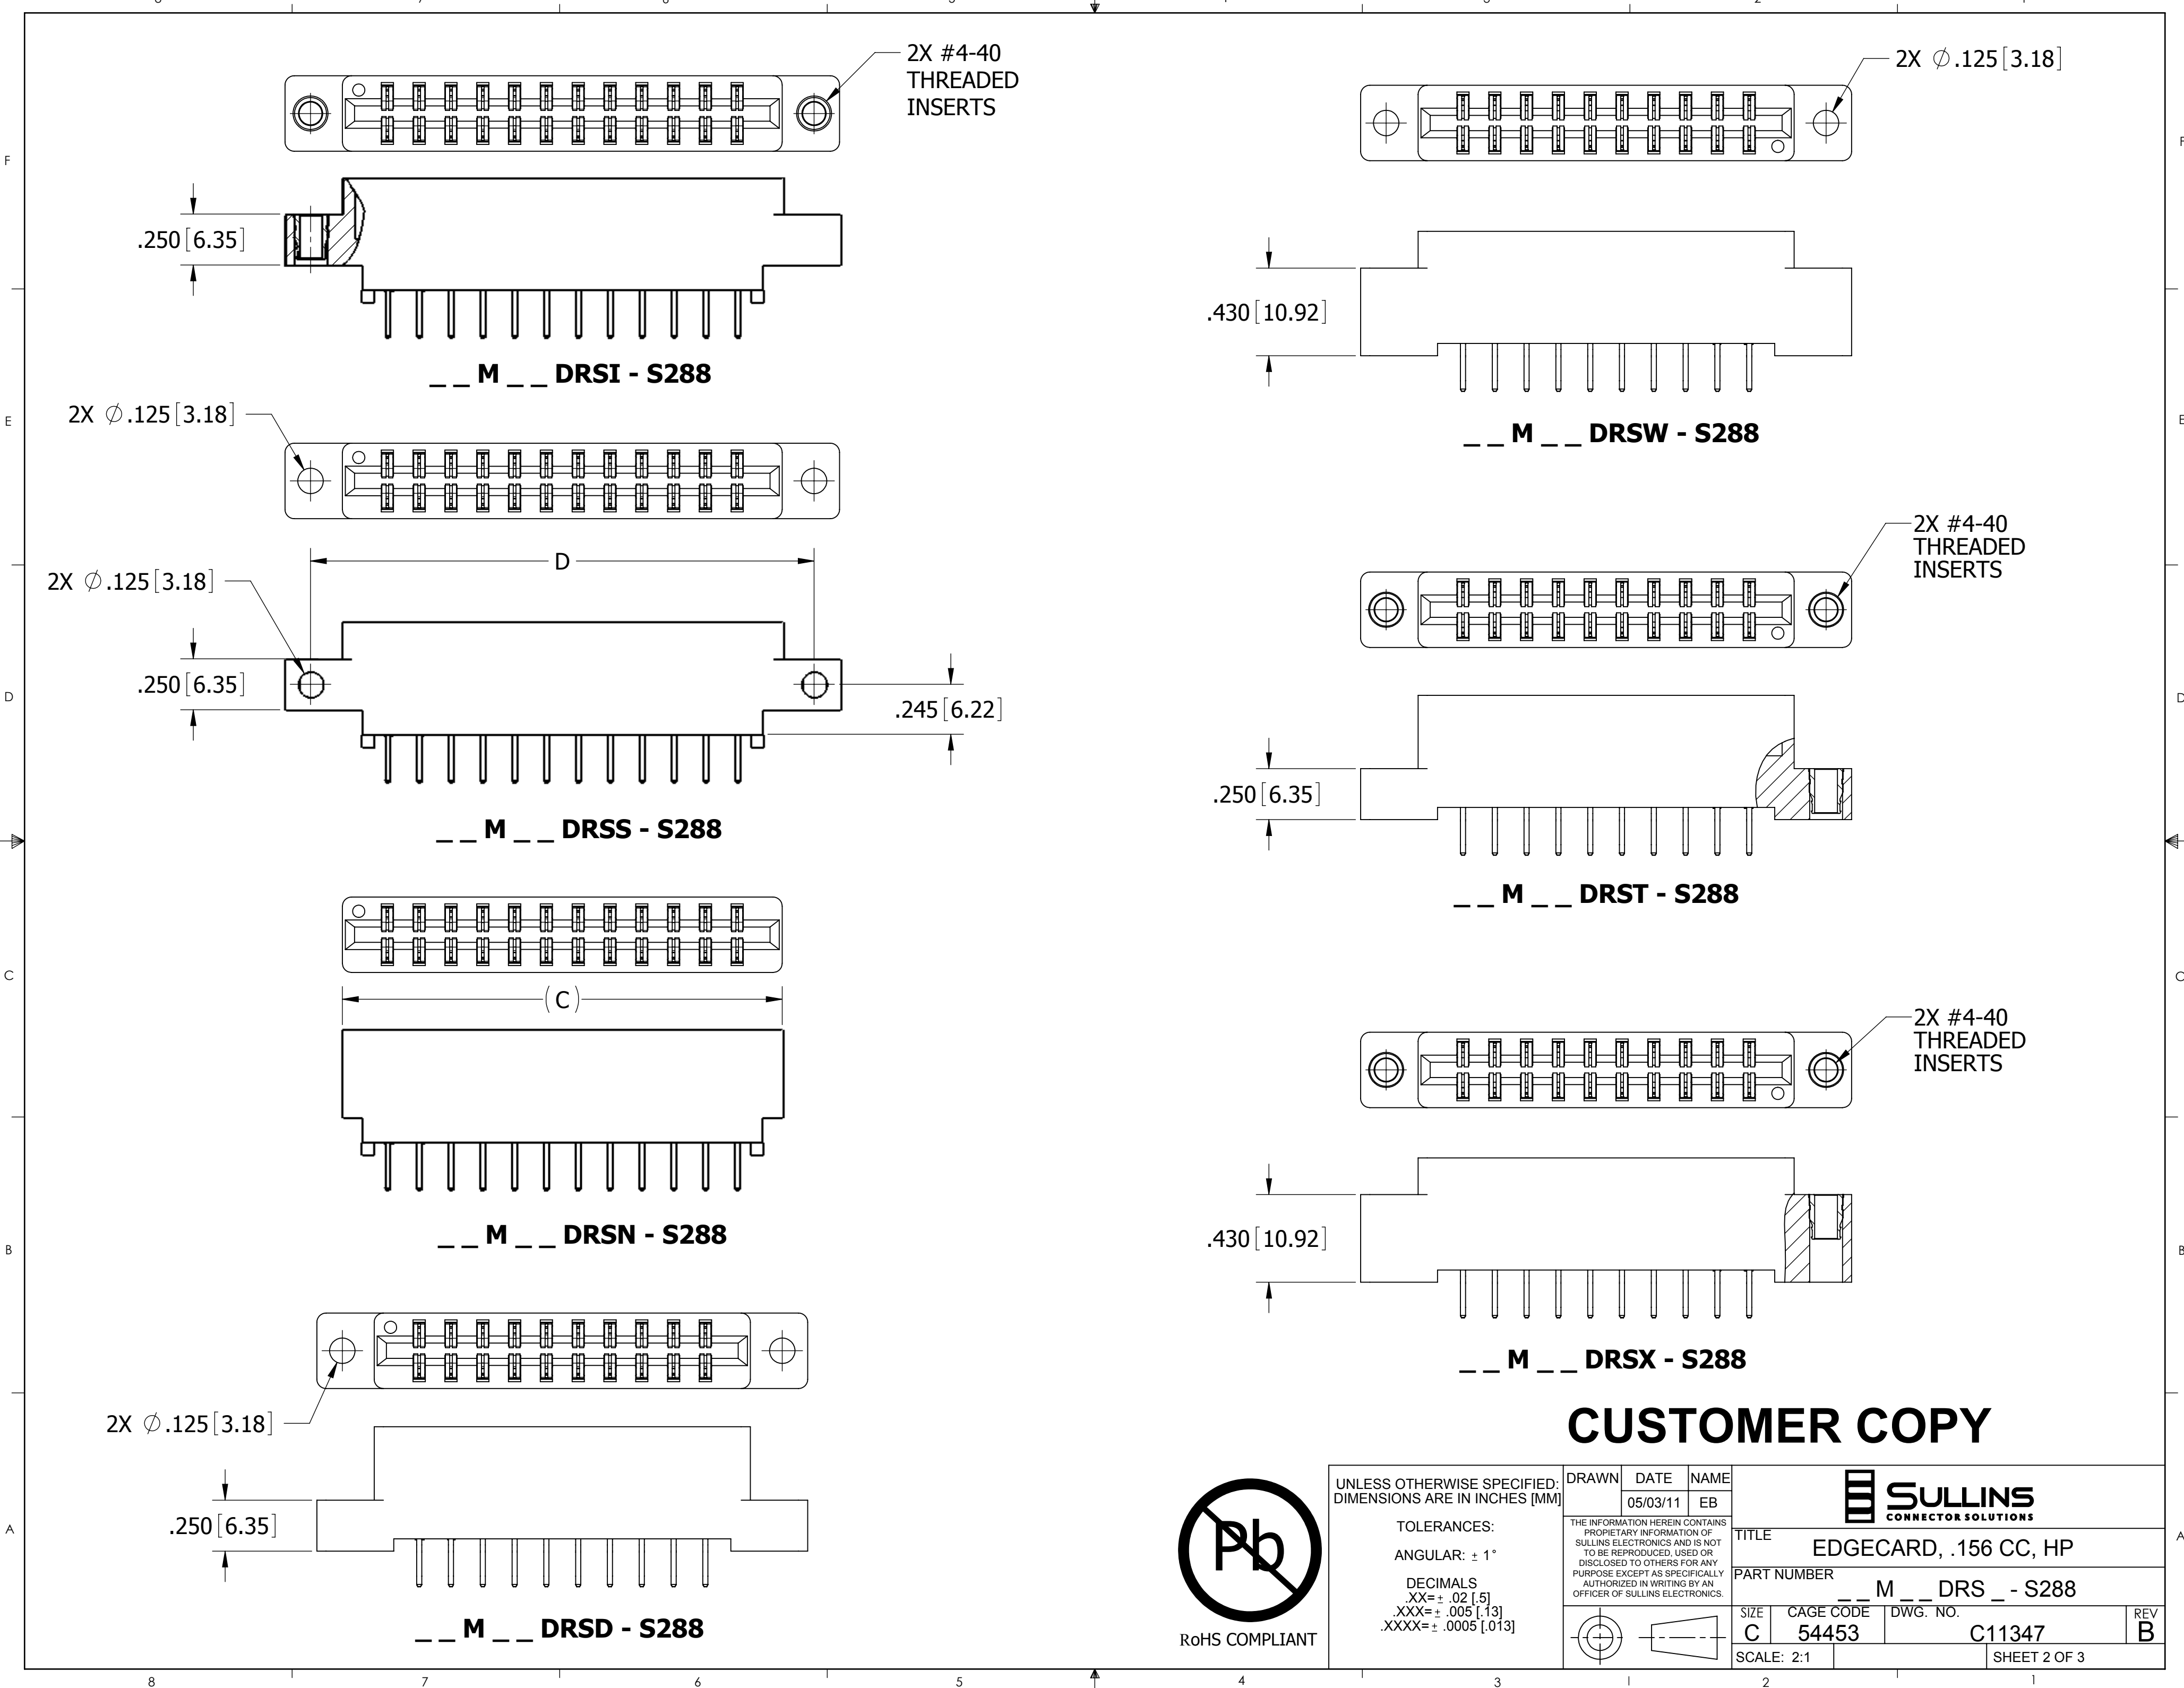 2X #4-40
THREADED
INSERTS
.250[6.35]
_ _ M _ _ DRSI - S288
2X ∅.125[3.18]
2X ∅.125[3.18]
D
.250[6.35]
.245[6.22]
_ _ M _ _ DRSS - S288
(C)
_ _ M _ _ DRSN - S288
2X ∅.125[3.18]
.250[6.35]
_ _ M _ _ DRSD - S288
2X ∅.125[3.18]
.430[10.92]
_ _ M _ _ DRSW - S288
2X #4-40
THREADED
INSERTS
.250[6.35]
_ _ M _ _ DRST - S288
2X #4-40
THREADED
INSERTS
.430[10.92]
_ _ M _ _ DRSX - S288
CUSTOMER COPY
Pb
RoHS COMPLIANT
UNLESS OTHERWISE SPECIFIED:
DIMENSIONS ARE IN INCHES [MM]
TOLERANCES:
ANGULAR: ± 1°
DECIMALS
.XX=± .02 [.5]
.XXX=± .005 [.13]
.XXXX=± .0005 [.013]
DRAWN DATE NAME
05/03/11 EB
THE INFORMATION HEREIN CONTAINS
PROPIETARY INFORMATION OF
SULLINS ELECTRONICS AND IS NOT
TO BE REPRODUCED, USED OR
DISCLOSED TO OTHERS FOR ANY
PURPOSE EXCEPT AS SPECIFICALLY
AUTHORIZED IN WRITING BY AN
OFFICER OF SULLINS ELECTRONICS.
SULLINS
CONNECTOR SOLUTIONS
TITLE
EDGECARD, .156 CC, HP
PART NUMBER
_ _ M _ _ DRS _ - S288
SIZE CAGE CODE DWG. NO. REV
C 54453 C11347 B
SCALE: 2:1 SHEET 2 OF 3
F
E
D
C
B
A
F
E
D
C
B
A
8 7 6 5 4 3 2 1